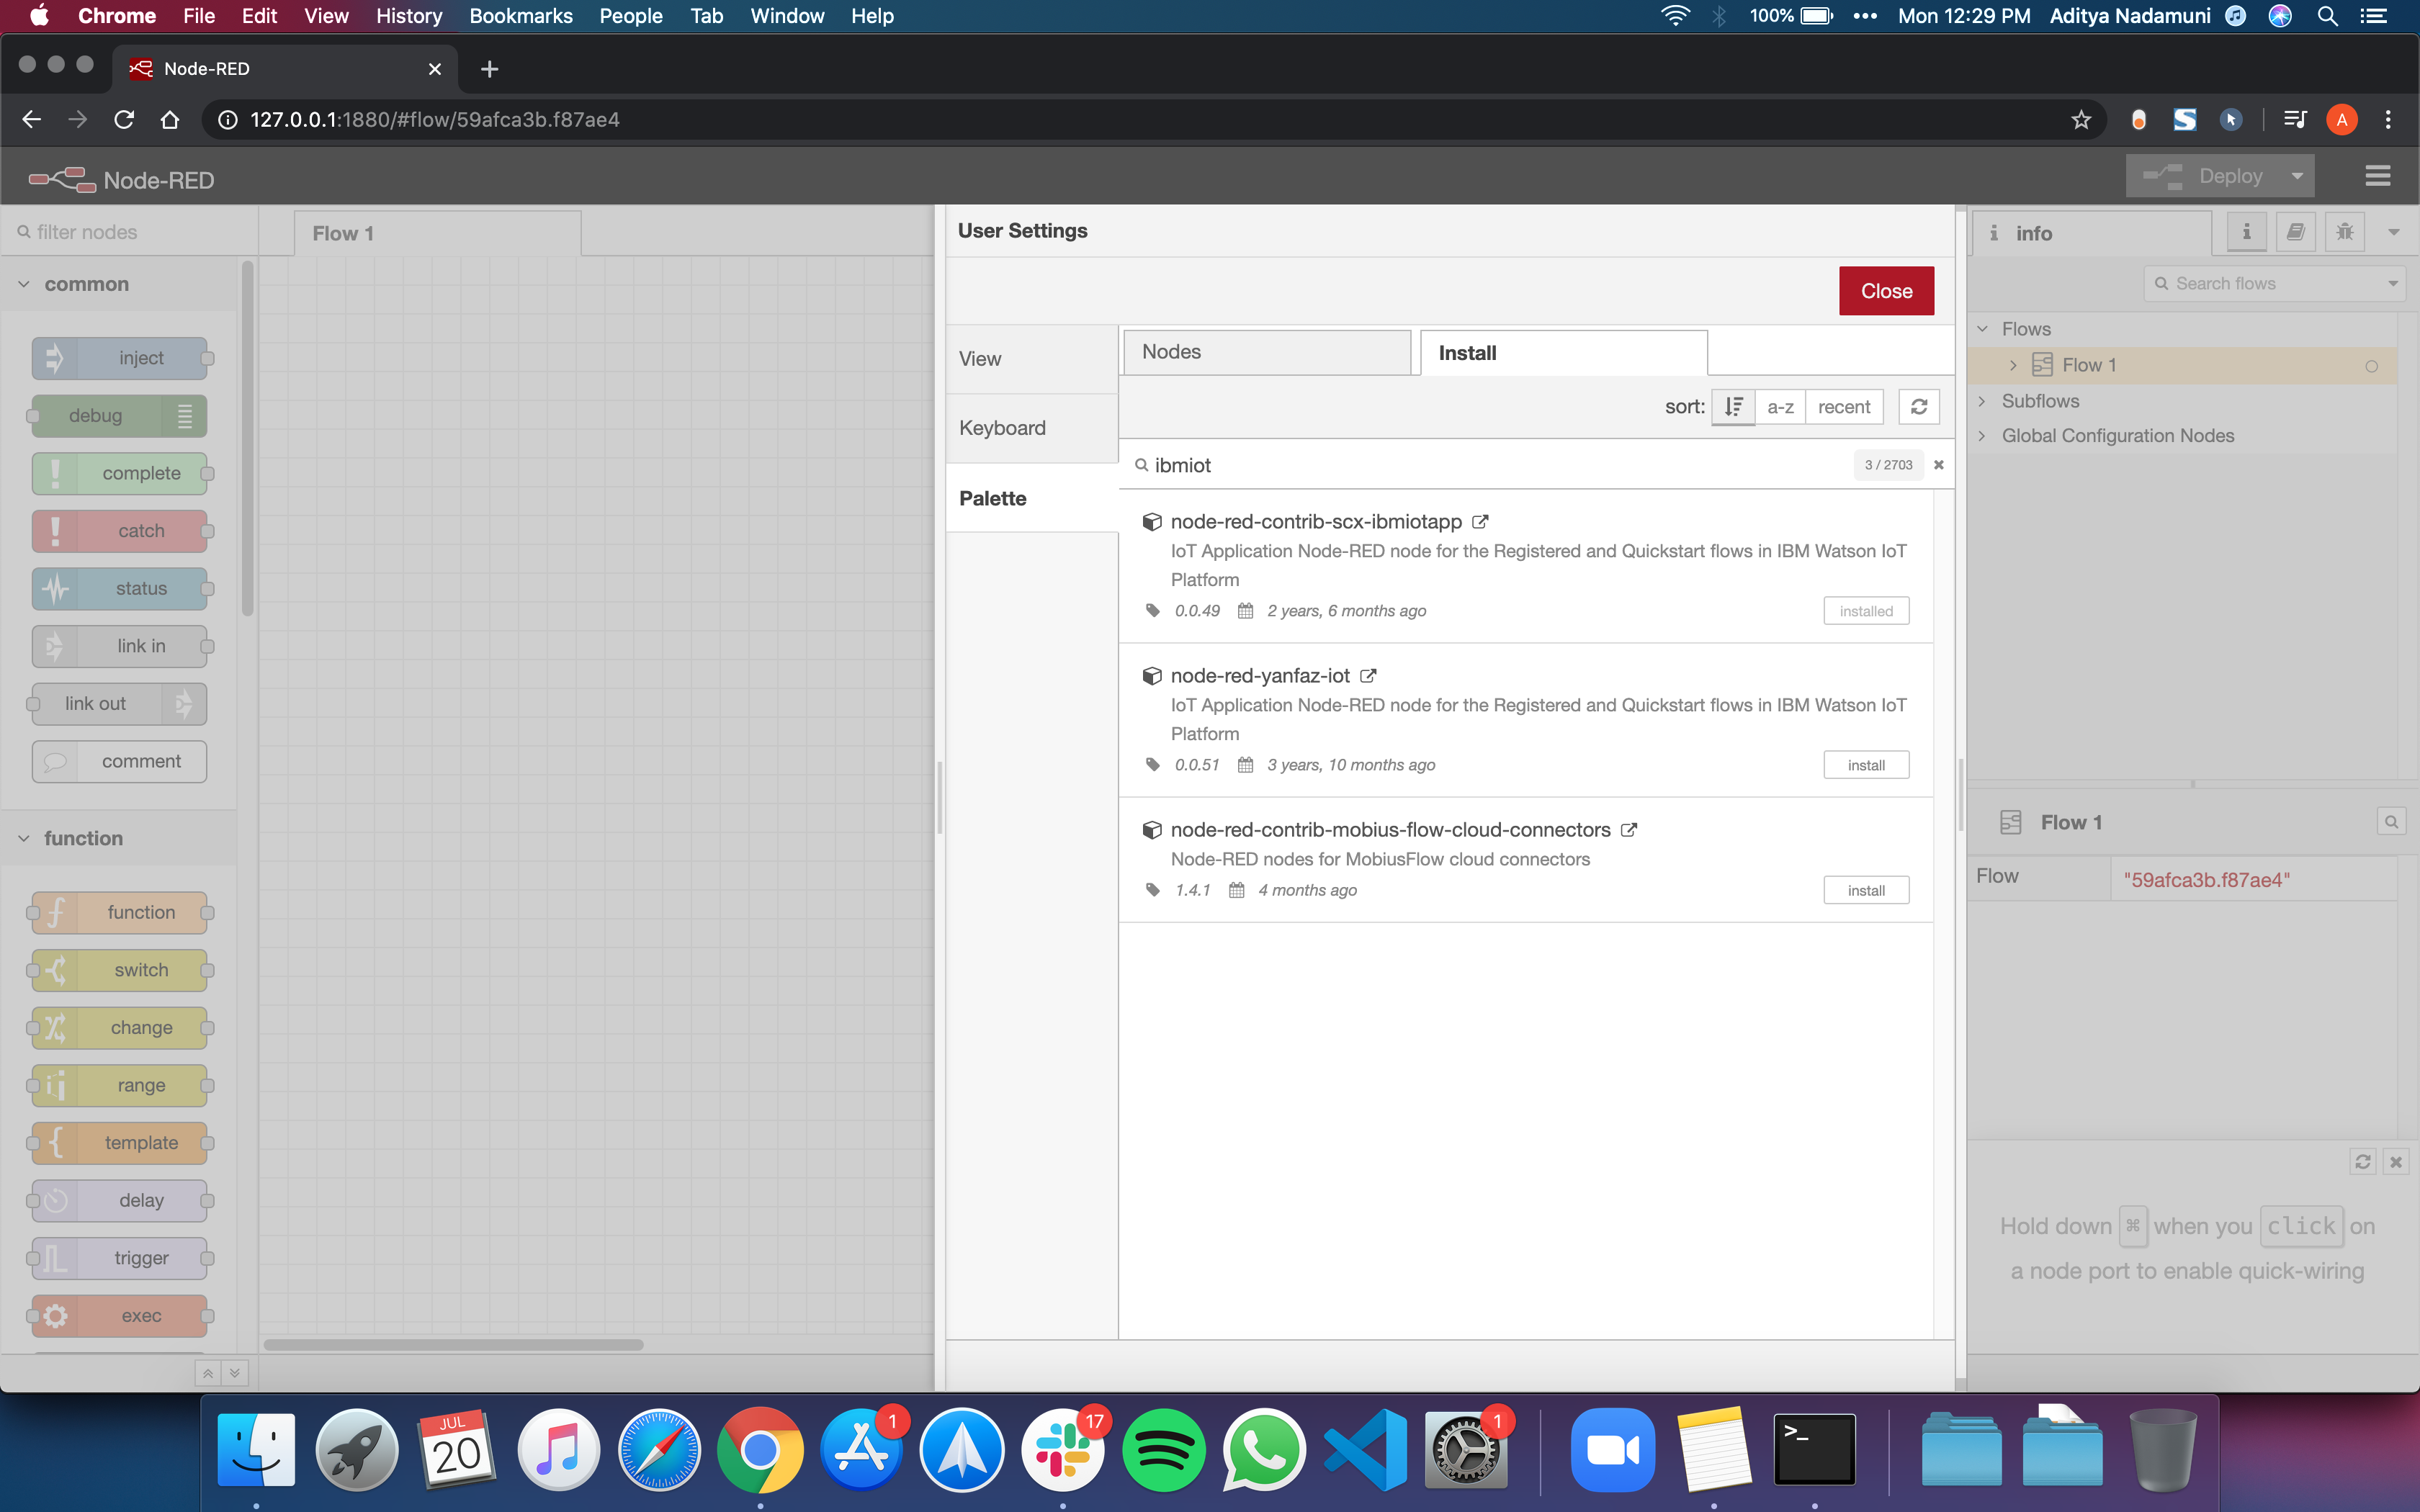 Chrome File Edit View History Bookmarks People Tab Window Help
100% Mon 12:29 PM Aditya Nadamuni
Node-RED
127.0.0.1:1880/#flow/59afca3b.f87ae4
A
Node-RED
Deploy
filter nodes
common
inject
debug
complete
catch
status
link in
link out
comment
function
function
switch
change
range
template
delay
trigger
exec
Flow 1
User Settings
Close
View
Keyboard
Palette
Nodes
Install
sort: a-z recent
ibmiot
3 / 2703
node-red-contrib-scx-ibmiotapp
IoT Application Node-RED node for the Registered and Quickstart flows in IBM Watson IoT
Platform
0.0.49 2 years, 6 months ago
installed
node-red-yanfaz-iot
IoT Application Node-RED node for the Registered and Quickstart flows in IBM Watson IoT
Platform
0.0.51 3 years, 10 months ago
install
node-red-contrib-mobius-flow-cloud-connectors
Node-RED nodes for MobiusFlow cloud connectors
1.4.1 4 months ago
install
info
Search flows
Flows
Flow 1
Subflows
Global Configuration Nodes
Flow 1
Flow "59afca3b.f87ae4"
Hold down ⌘ when you click on
a node port to enable quick-wiring
JUL
20
1
17
1
>_